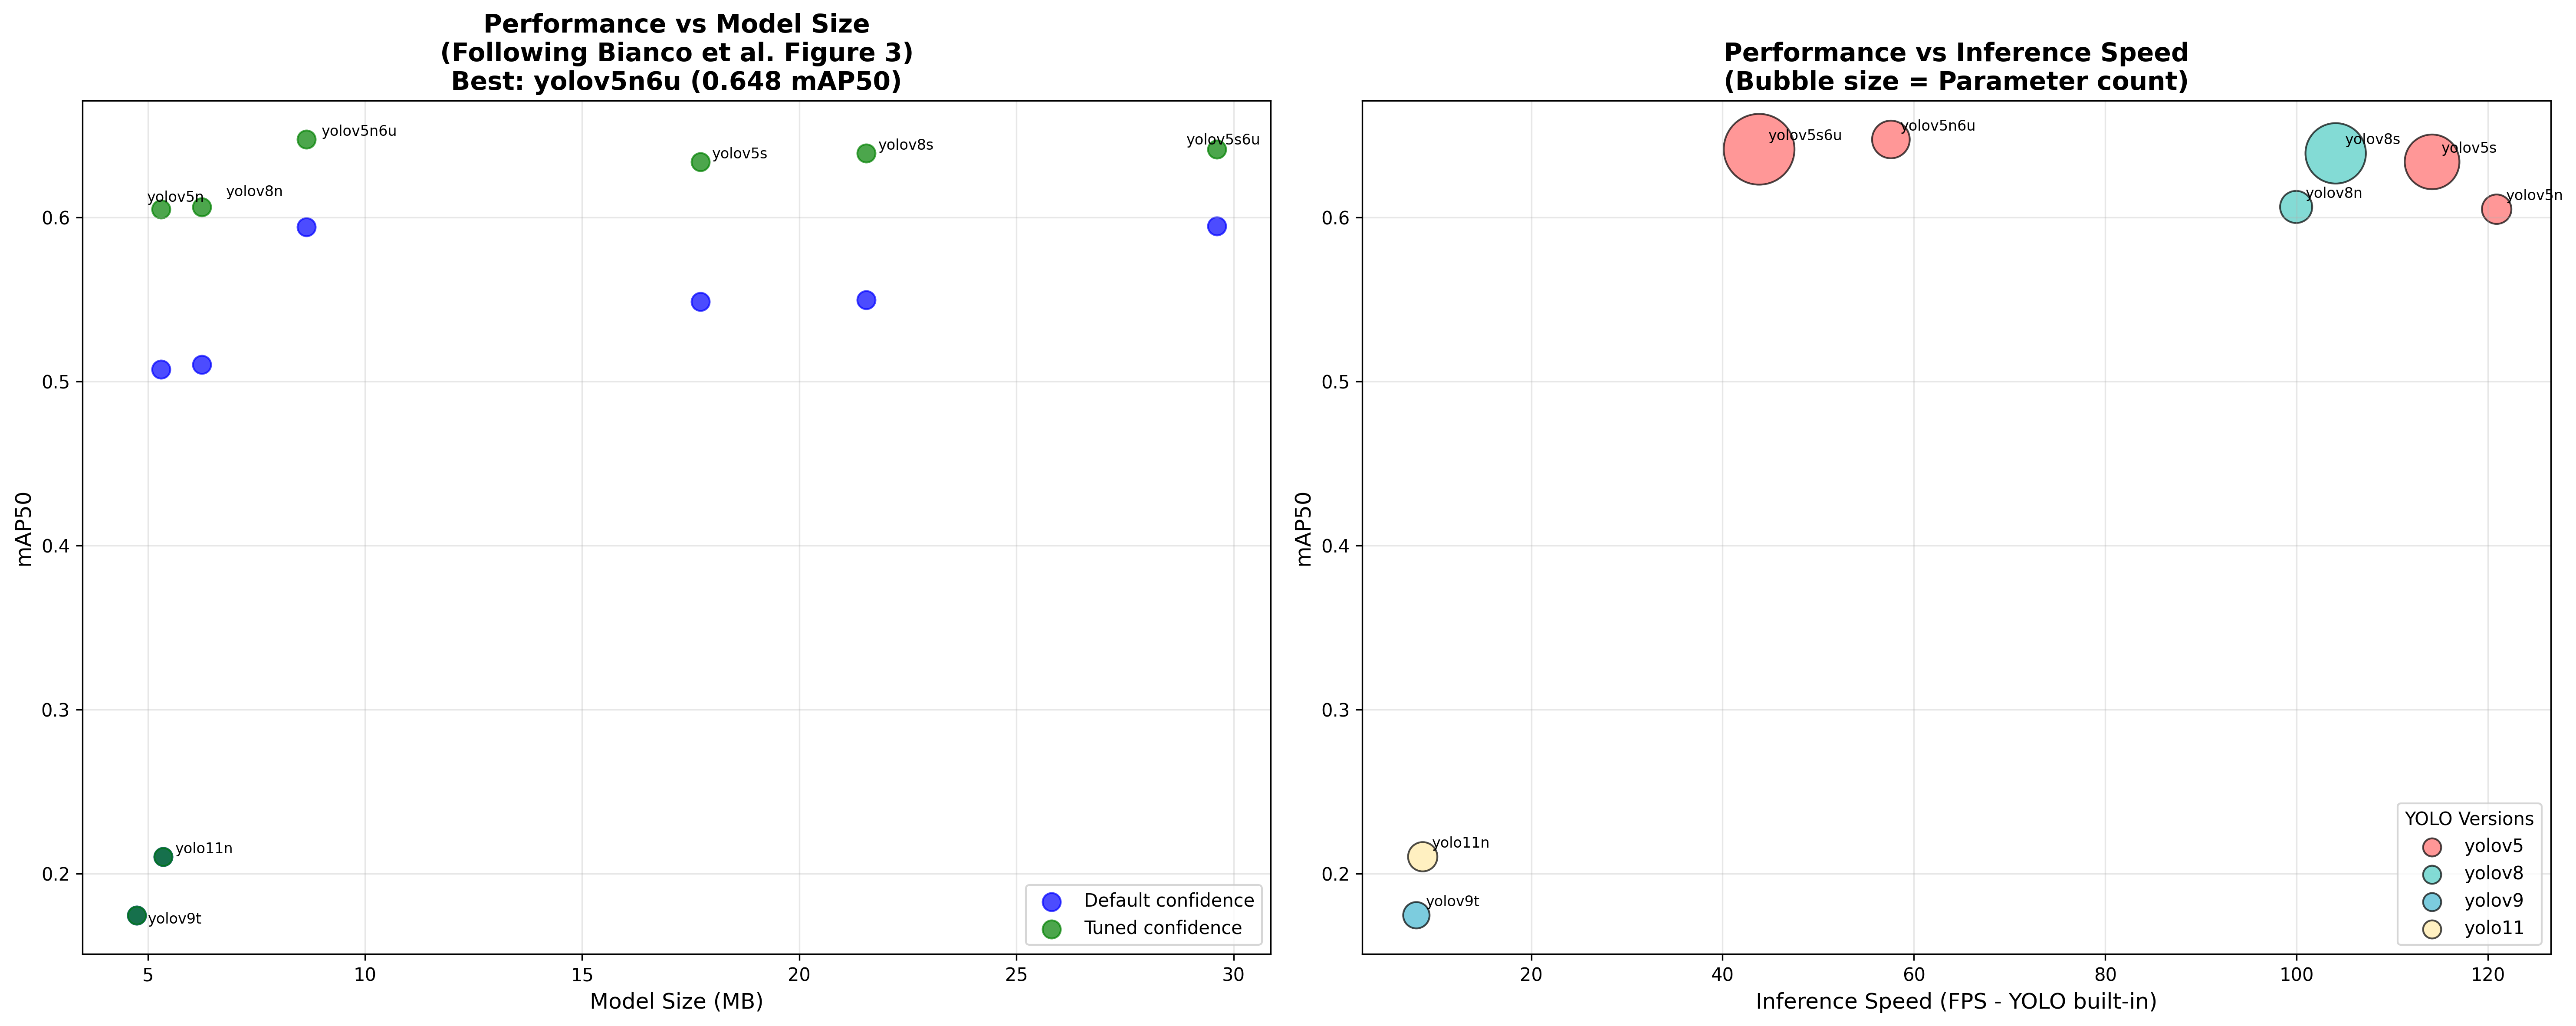 Performance vs Model Size
(Following Bianco et al. Figure 3)
Best: yolov5n6u (0.648 mAP50)
mAP50
0.6
0.5
0.4
0.3
0.2
yolov5n6u
yolov5s
yolov8s
yolov5s6u
yolov5n
yolov8n
yolo11n
yolov9t
Default confidence
Tuned confidence
5
10
15
20
25
30
Model Size (MB)
Performance vs Inference Speed
(Bubble size = Parameter count)
mAP50
0.6
0.5
0.4
0.3
0.2
yolov5s6u
yolov5n6u
yolov8s
yolov5s
yolov8n
yolov5n
yolo11n
yolov9t
YOLO Versions
yolov5
yolov8
yolov9
yolo11
20
40
60
80
100
120
Inference Speed (FPS - YOLO built-in)